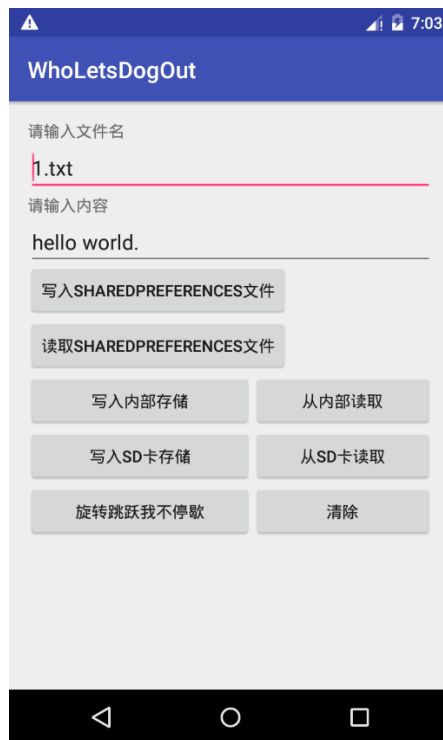 7:03
WhoLetsDogOut
请输入文件名
1.txt
请输入内容
hello world.
写入SHAREDPREFERENCES文件
读取SHAREDPREFERENCES文件
写入内部存储 从内部读取
写入SD卡存储 从SD卡读取
旋转跳跃我不停歇 清除